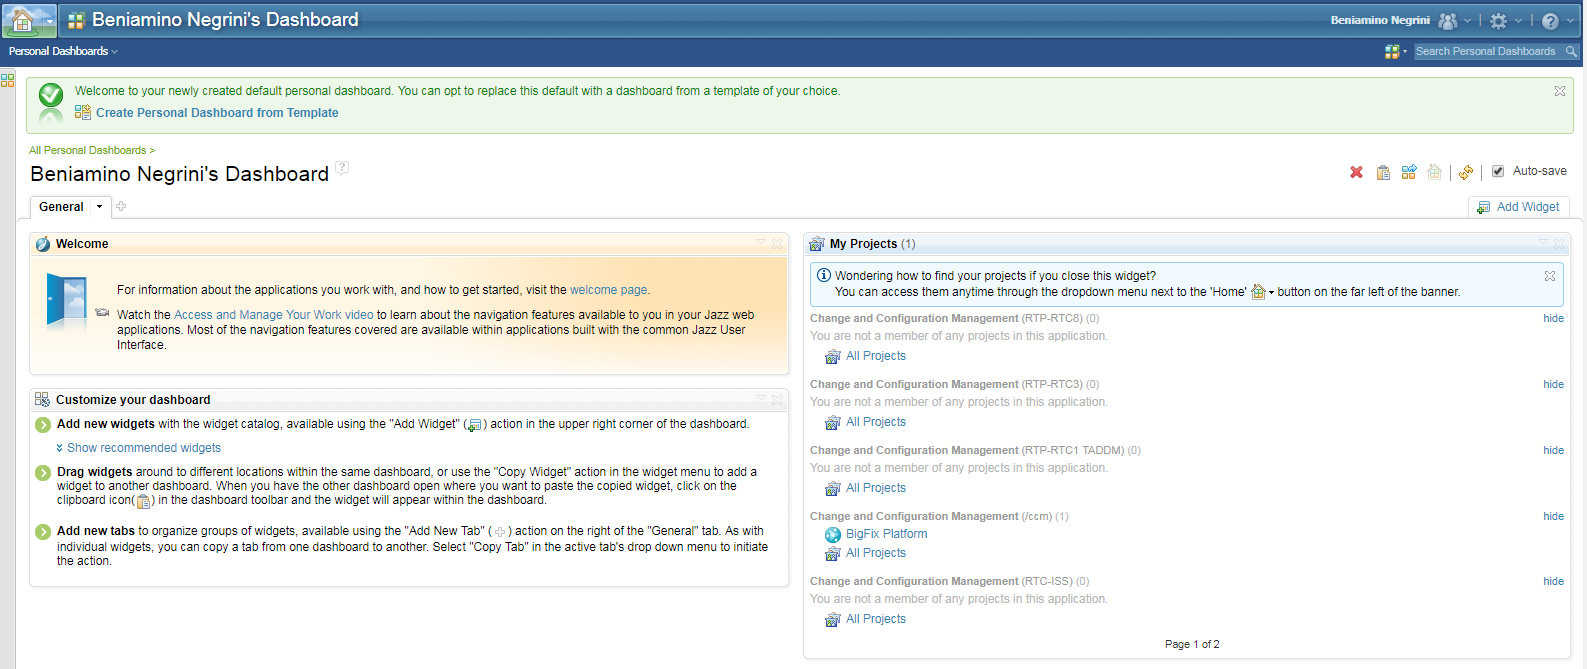 Beniamino Negrini's Dashboard
Beniamino Negrini
Personal Dashboards
Search Personal Dashboards
Welcome to your newly created default personal dashboard. You can opt to replace this default with a dashboard from a template of your choice.
Create Personal Dashboard from Template
All Personal Dashboards >
Beniamino Negrini's Dashboard
Auto-save
General
Add Widget
Welcome
For information about the applications you work with, and how to get started, visit the welcome page.
Watch the Access and Manage Your Work video to learn about the navigation features available to you in your Jazz web
applications. Most of the navigation features covered are available within applications built with the common Jazz User
Interface.
Customize your dashboard
Add new widgets with the widget catalog, available using the "Add Widget" ( ) action in the upper right corner of the dashboard.
Show recommended widgets
Drag widgets around to different locations within the same dashboard, or use the "Copy Widget" action in the widget menu to add a
widget to another dashboard. When you have the other dashboard open where you want to paste the copied widget, click on the
clipboard icon( ) in the dashboard toolbar and the widget will appear within the dashboard.
Add new tabs to organize groups of widgets, available using the "Add New Tab" ( ) action on the right of the "General" tab. As with
individual widgets, you can copy a tab from one dashboard to another. Select "Copy Tab" in the active tab's drop down menu to initiate
the action.
My Projects (1)
Wondering how to find your projects if you close this widget?
You can access them anytime through the dropdown menu next to the 'Home' button on the far left of the banner.
Change and Configuration Management (RTP-RTC8) (0) hide
You are not a member of any projects in this application.
All Projects
Change and Configuration Management (RTP-RTC3) (0) hide
You are not a member of any projects in this application.
All Projects
Change and Configuration Management (RTP-RTC1 TADDM) (0) hide
You are not a member of any projects in this application.
All Projects
Change and Configuration Management (/ccm) (1) hide
BigFix Platform
All Projects
Change and Configuration Management (RTC-ISS) (0) hide
You are not a member of any projects in this application.
All Projects
Page 1 of 2